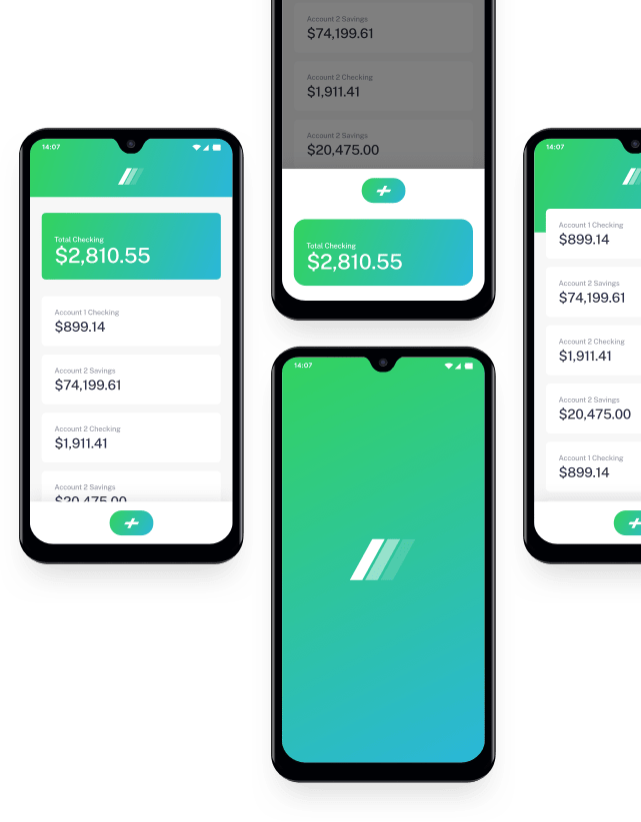 Account 2 Savings
$74,199.61
Account 2 Checking
$1,911.41
Account 2 Savings
$20,475.00
Total Checking
$2,810.55
14:07
Total Checking
$2,810.55
Account 1 Checking
$899.14
Account 2 Savings
$74,199.61
Account 2 Checking
$1,911.41
Account 2 Savings
$20,475.00
14:07
14:07
Account 1 Checking
$899.14
Account 2 Savings
$74,199.61
Account 2 Checking
$1,911.41
Account 2 Savings
$20,475.00
Account 1 Checking
$899.14